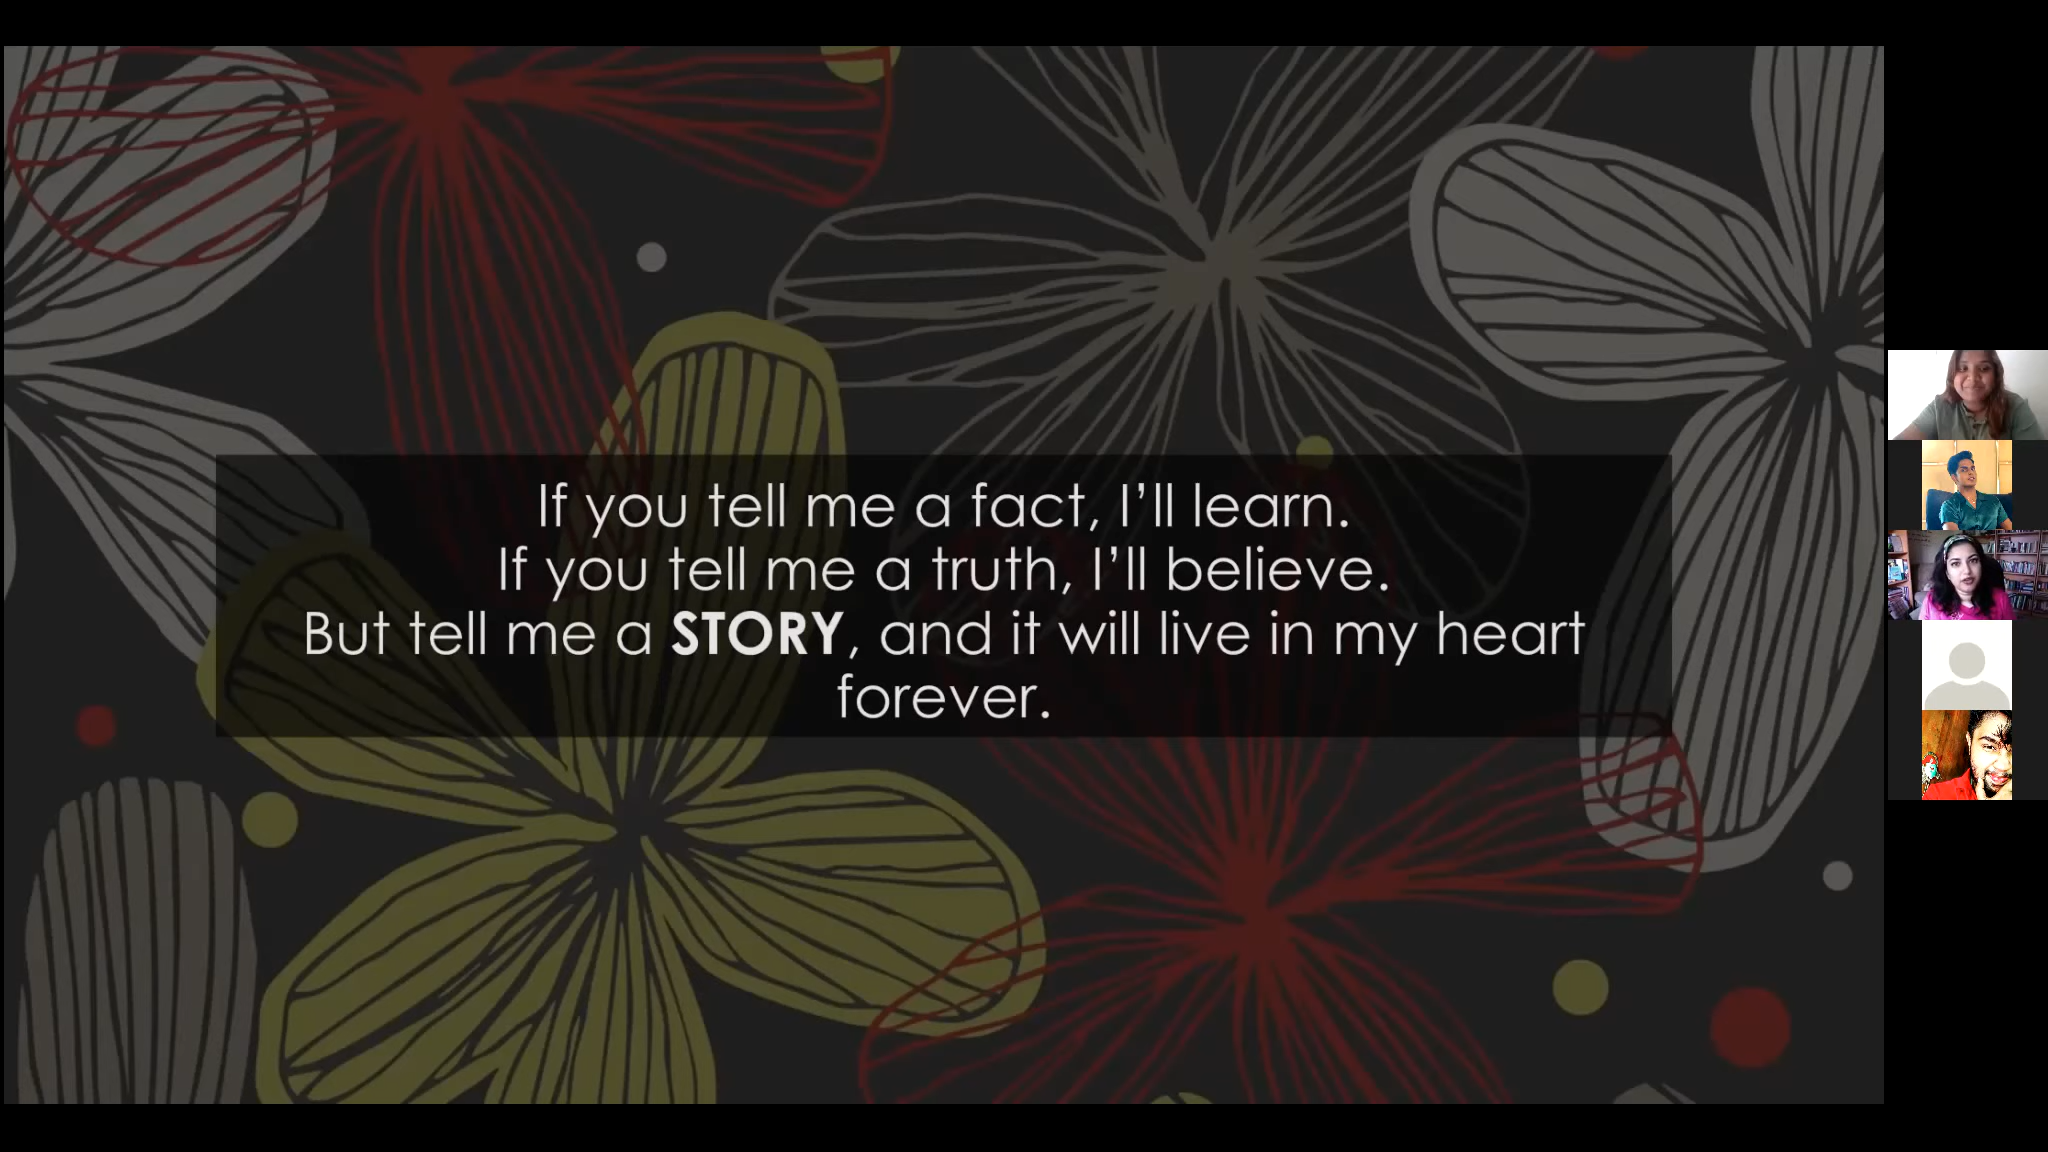 If you tell me a fact, I’ll learn.
If you tell me a truth, I’ll believe.
But tell me a STORY, and it will live in my heart
forever.